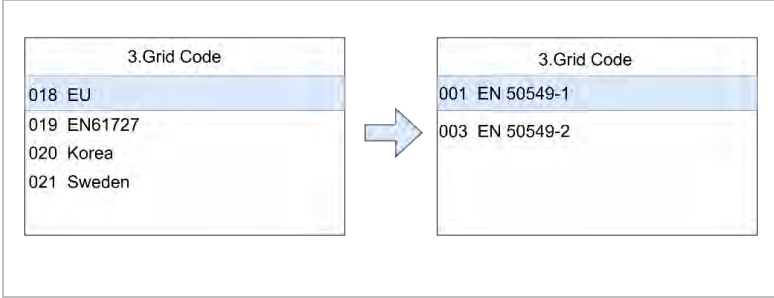 3.Grid Code
018 EU
019 EN61727
020 Korea
021 Sweden
3.Grid Code
001 EN 50549-1
003 EN 50549-2